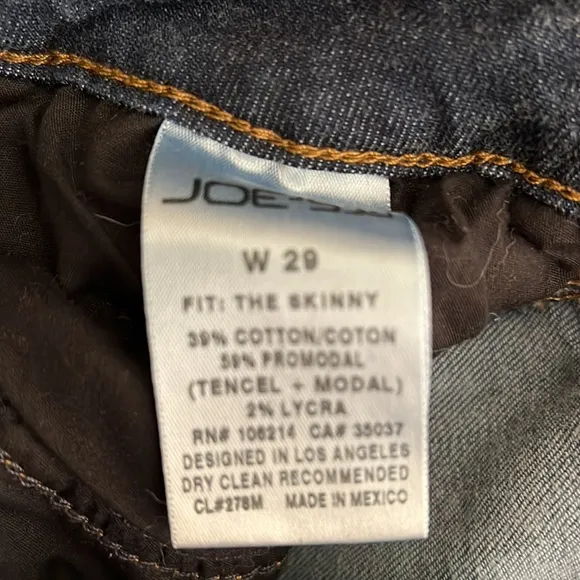 JOE'S
W 29
FIT: THE SKINNY
39% COTTON/COTON
59% PROMODAL
(TENCEL + MODAL)
2% LYCRA
RN# 106214 CA# 35037
DESIGNED IN LOS ANGELES
DRY CLEAN RECOMMENDED
CL#278M MADE IN MEXICO